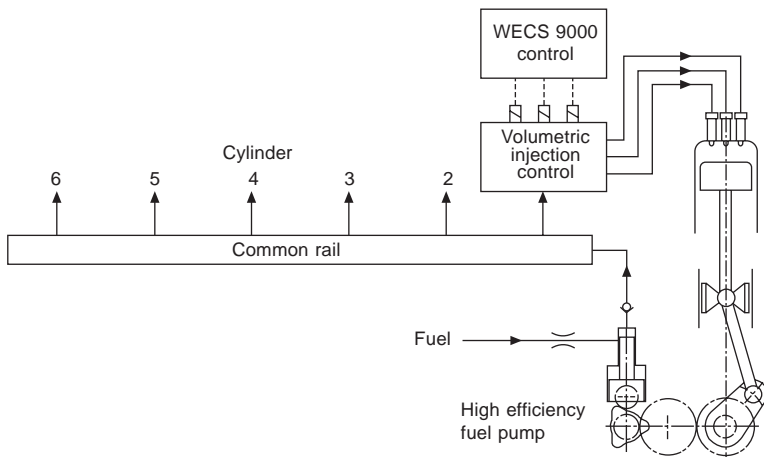 WECS 9000
control
Volumetric
injection
control
Cylinder
6 5 4 3 2
Common rail
Fuel
High efficiency
fuel pump